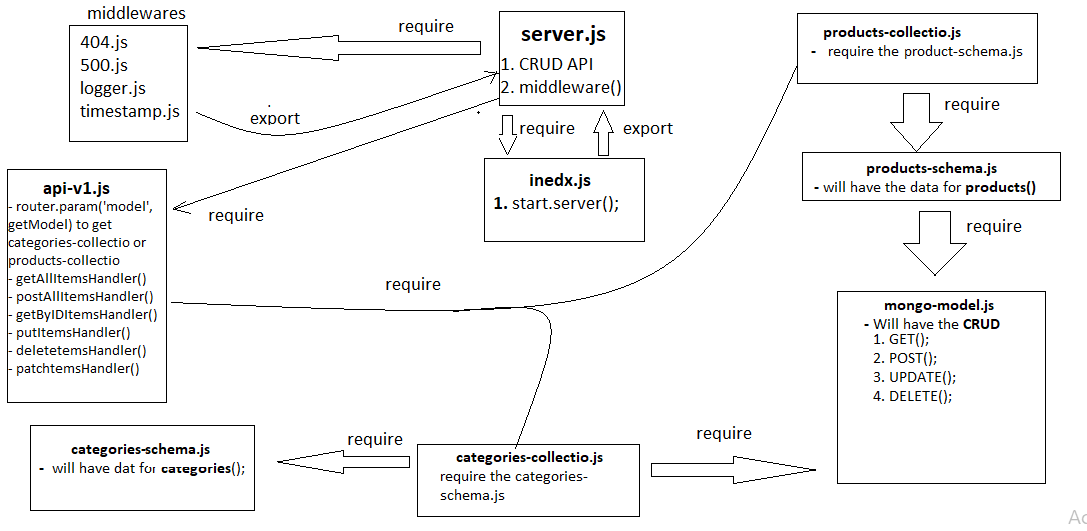 middlewares
404.js
500.js
logger.js
timestamp.js
require
export
server.js
1. CRUD API
2. middleware()
require
export
inedx.js
1. start.server();
products-collectio.js
- require the product-schema.js
require
products-schema.js
- will have the data for products()
require
mongo-model.js
- Will have the CRUD
1. GET();
2. POST();
3. UPDATE();
4. DELETE();
api-v1.js
- router.param('model',
getModel) to get
categories-collectio or
products-collectio
- getAllItemsHandler()
- postAllItemsHandler()
- getByIDItemsHandler()
- putItemsHandler()
- deletetemsHandler()
- patchtemsHandler()
require
require
categories-schema.js
- will have dat for categories();
require
categories-collectio.js
require the categories-
schema.js
require
Ac